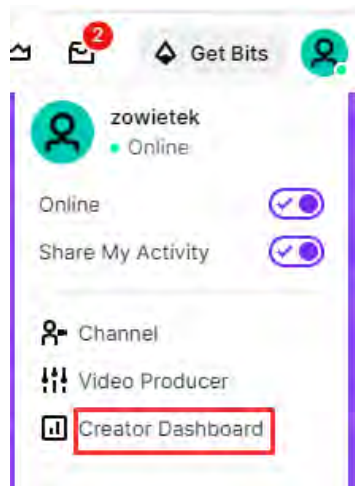 2
Get Bits
zowietek
Online
Online
Share My Activity
Channel
Video Producer
Creator Dashboard